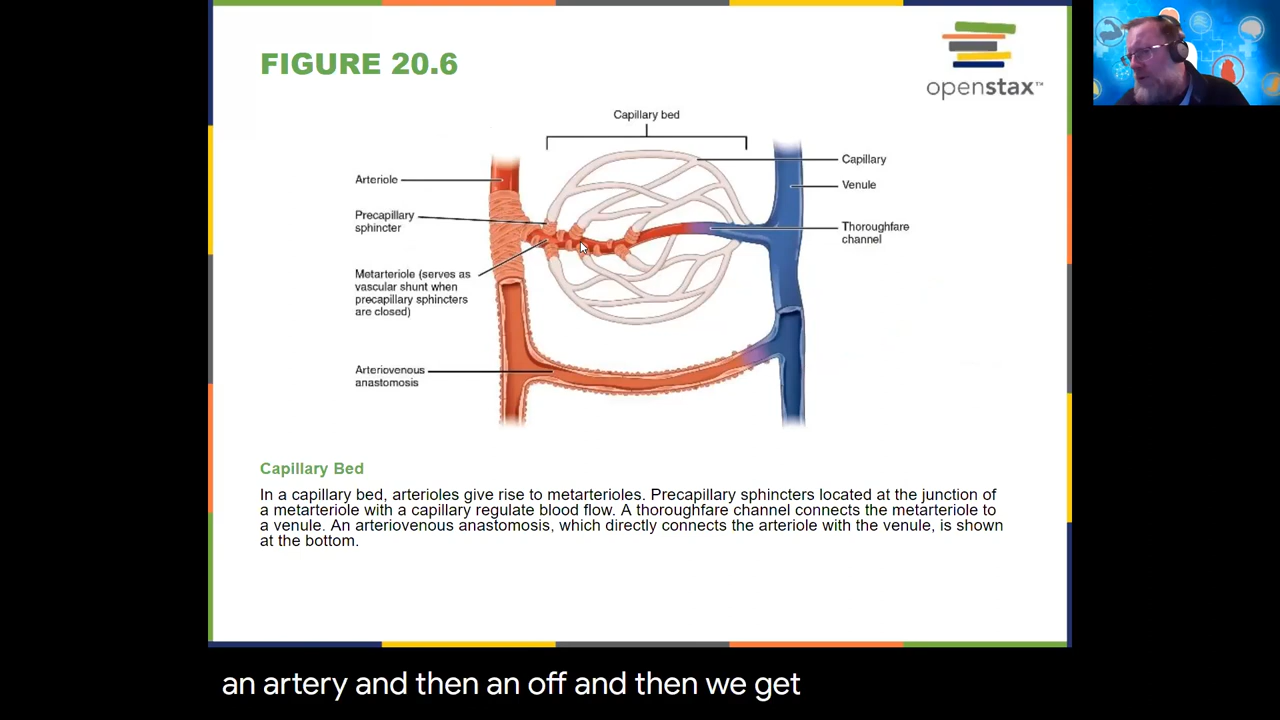 FIGURE 20.6
openstax™
Capillary bed
Arteriole
Precapillary
sphincter
Metarteriole (serves as
vascular shunt when
precapillary sphincters
are closed)
Arteriovenous
anastomosis
Capillary
Venule
Thoroughfare
channel
Capillary Bed
In a capillary bed, arterioles give rise to metarterioles. Precapillary sphincters located at the junction of
a metarteriole with a capillary regulate blood flow. A thoroughfare channel connects the metarteriole to
a venule. An arteriovenous anastomosis, which directly connects the arteriole with the venule, is shown
at the bottom.
an artery and then an off and then we get